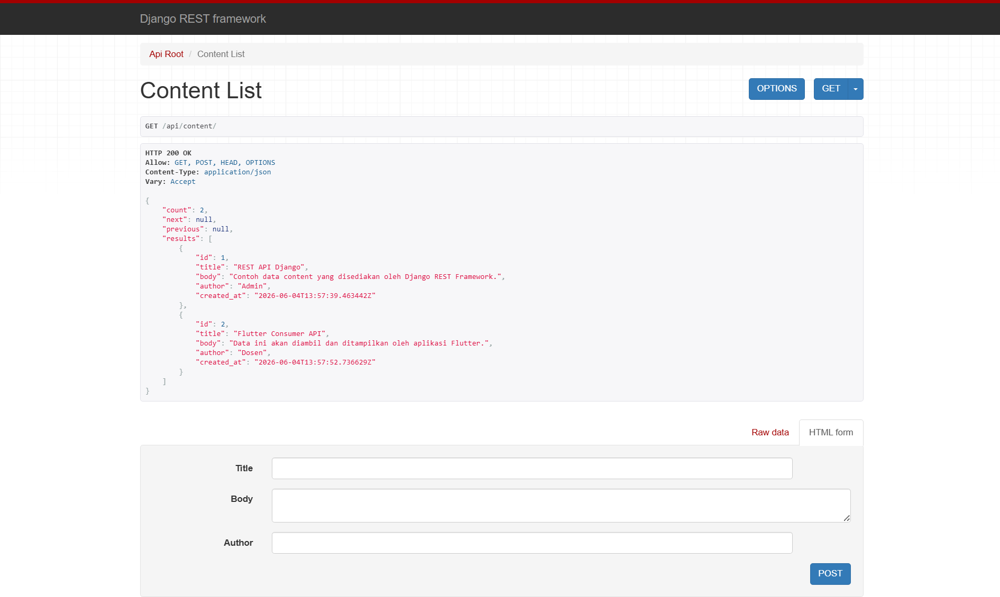 Django REST framework
Api Root / Content List
Content List
OPTIONS GET
GET /api/content/
HTTP 200 OK
Allow: GET, POST, HEAD, OPTIONS
Content-Type: application/json
Vary: Accept
{
    "count": 2,
    "next": null,
    "previous": null,
    "results": [
        {
            "id": 1,
            "title": "REST API Django",
            "body": "Contoh data content yang disediakan oleh Django REST Framework.",
            "author": "Admin",
            "created_at": "2026-06-04T13:57:39.463442Z"
        },
        {
            "id": 2,
            "title": "Flutter Consumer API",
            "body": "Data ini akan diambil dan ditampilkan oleh aplikasi Flutter.",
            "author": "Dosen",
            "created_at": "2026-06-04T13:57:52.736629Z"
        }
    ]
}
Raw data HTML form
Title
Body
Author
POST